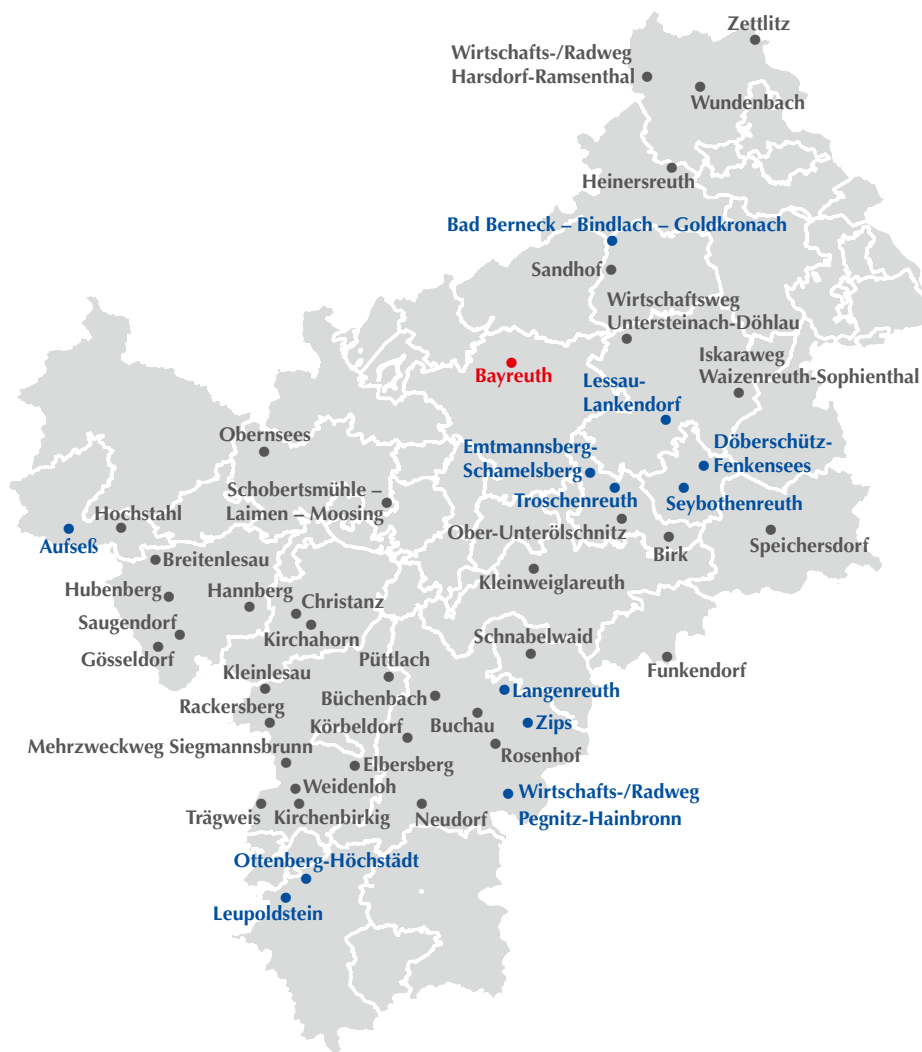 Zettlitz
Wirtschafts-/Radweg
Harsdorf-Ramsenthal
Wundenbach
Heinersreuth
Bad Berneck – Bindlach – Goldkronach
Sandhof
Wirtschaftsweg
Untersteinach-Döhlau
Iskaraweg
Waizenreuth-Sophienthal
Bayreuth
Lessau-
Lankendorf
Obernsees
Emtmannsberg-
Schamelsberg
Döberschütz-
Fenkensees
Schobertsmühle –
Laimen – Moosing
Troschenreuth
Seybothenreuth
Hochstahl
Aufseß
Ober-Unterölschnitz
Birk
Speichersdorf
Breitenlesau
Kleinweiglareuth
Hubenberg
Hannberg
Christanz
Saugendorf
Kirchahorn
Schnabelwaid
Gösseldorf
Püttlach
Funkendorf
Kleinlesau
Büchenbach
Langenreuth
Rackersberg
Körbeldorf
Buchau
Zips
Mehrzweckweg Siegmannsbrunn
Rosenhof
Elbersberg
Weidenloh
Wirtschafts-/Radweg
Pegnitz-Hainbronn
Trägweis
Kirchenbirkig
Neudorf
Ottenberg-Höchstädt
Leupoldstein